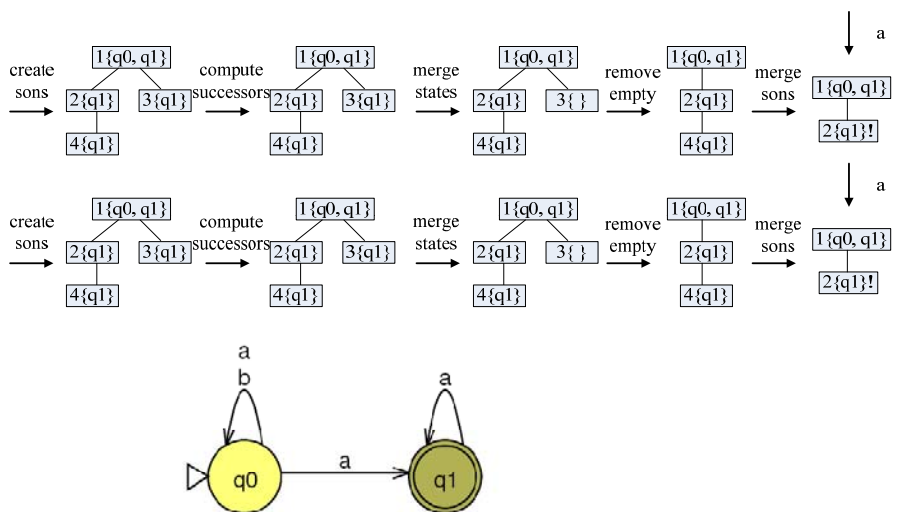 a
create sons
1{q0, q1}
2{q1} 3{q1}
4{q1}
compute successors
1{q0, q1}
2{q1} 3{q1}
4{q1}
merge states
1{q0, q1}
2{q1} 3{ }
4{q1}
remove empty
1{q0, q1}
2{q1}
4{q1}
merge sons
1{q0, q1}
2{q1}!
a
create sons
1{q0, q1}
2{q1} 3{q1}
4{q1}
compute successors
1{q0, q1}
2{q1} 3{q1}
4{q1}
merge states
1{q0, q1}
2{q1} 3{ }
4{q1}
remove empty
1{q0, q1}
2{q1}
4{q1}
merge sons
1{q0, q1}
2{q1}!
a
b
a
a
q0
q1